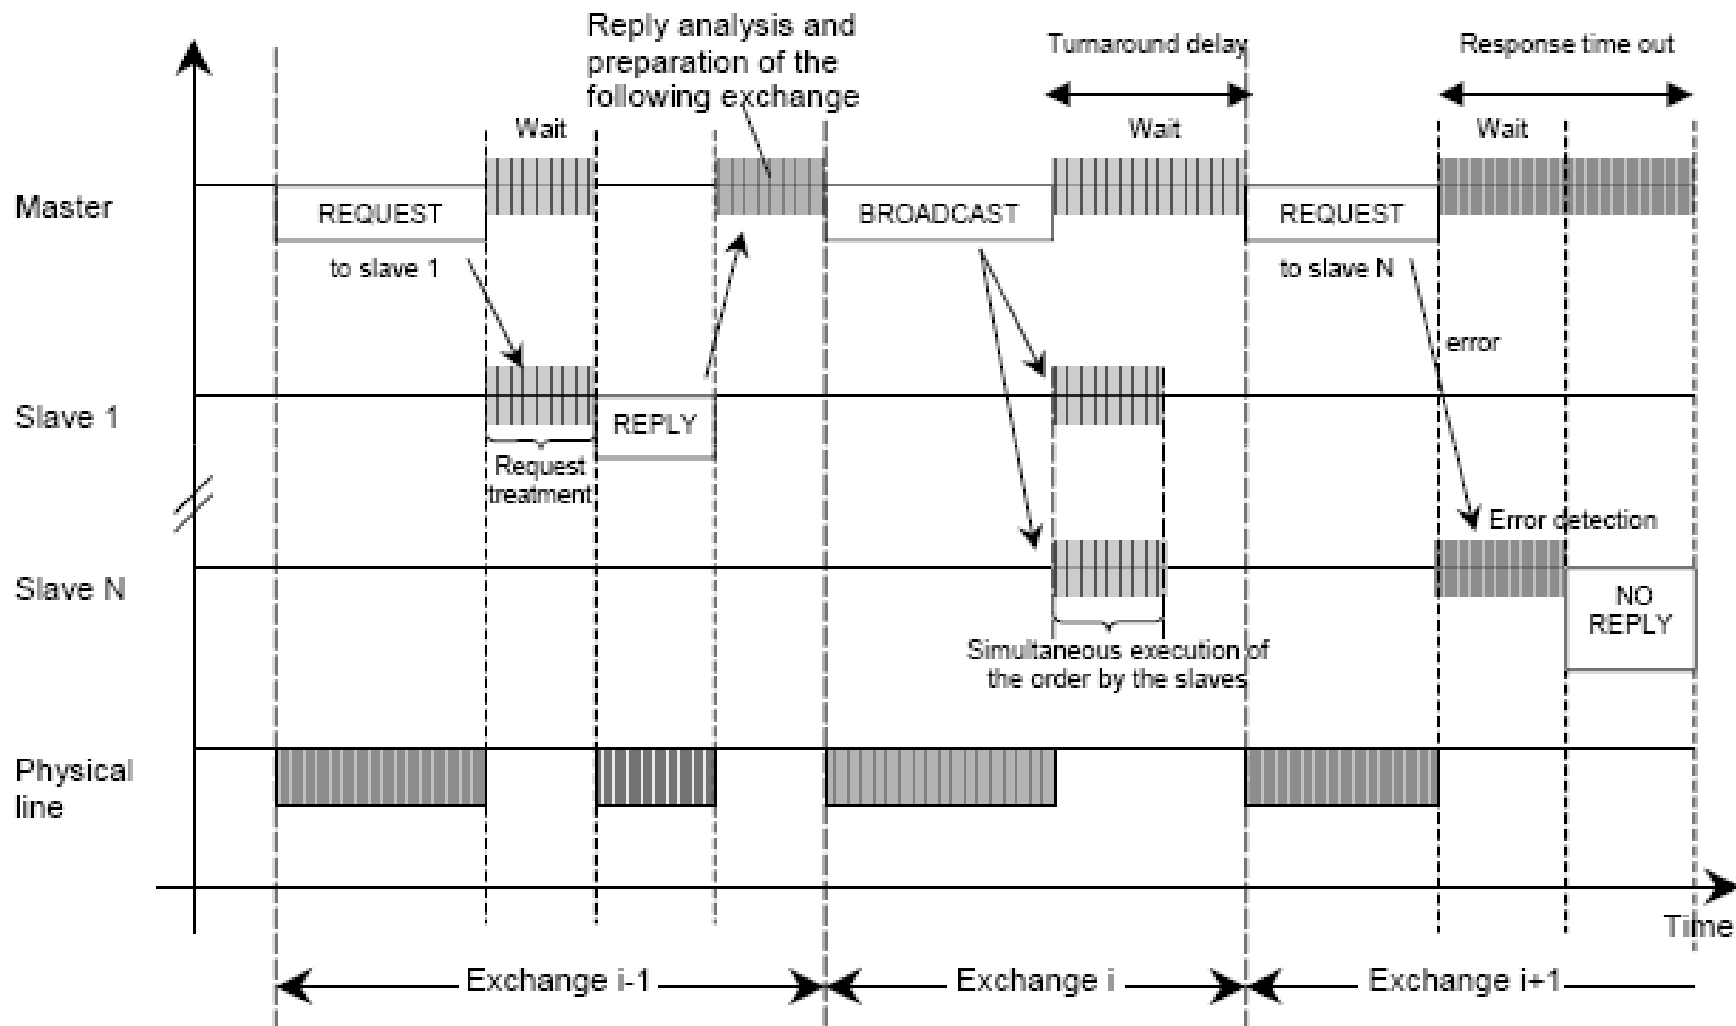 Reply analysis and
preparation of the
following exchange
Turnaround delay
Response time out
Wait
Wait
Wait
Master
REQUEST
BROADCAST
REQUEST
to slave 1
to slave N
error
Slave 1
REPLY
Request
treatment
Error detection
Slave N
NO
REPLY
Simultaneous execution of
the order by the slaves
Physical
line
Time
Exchange i-1
Exchange i
Exchange i+1